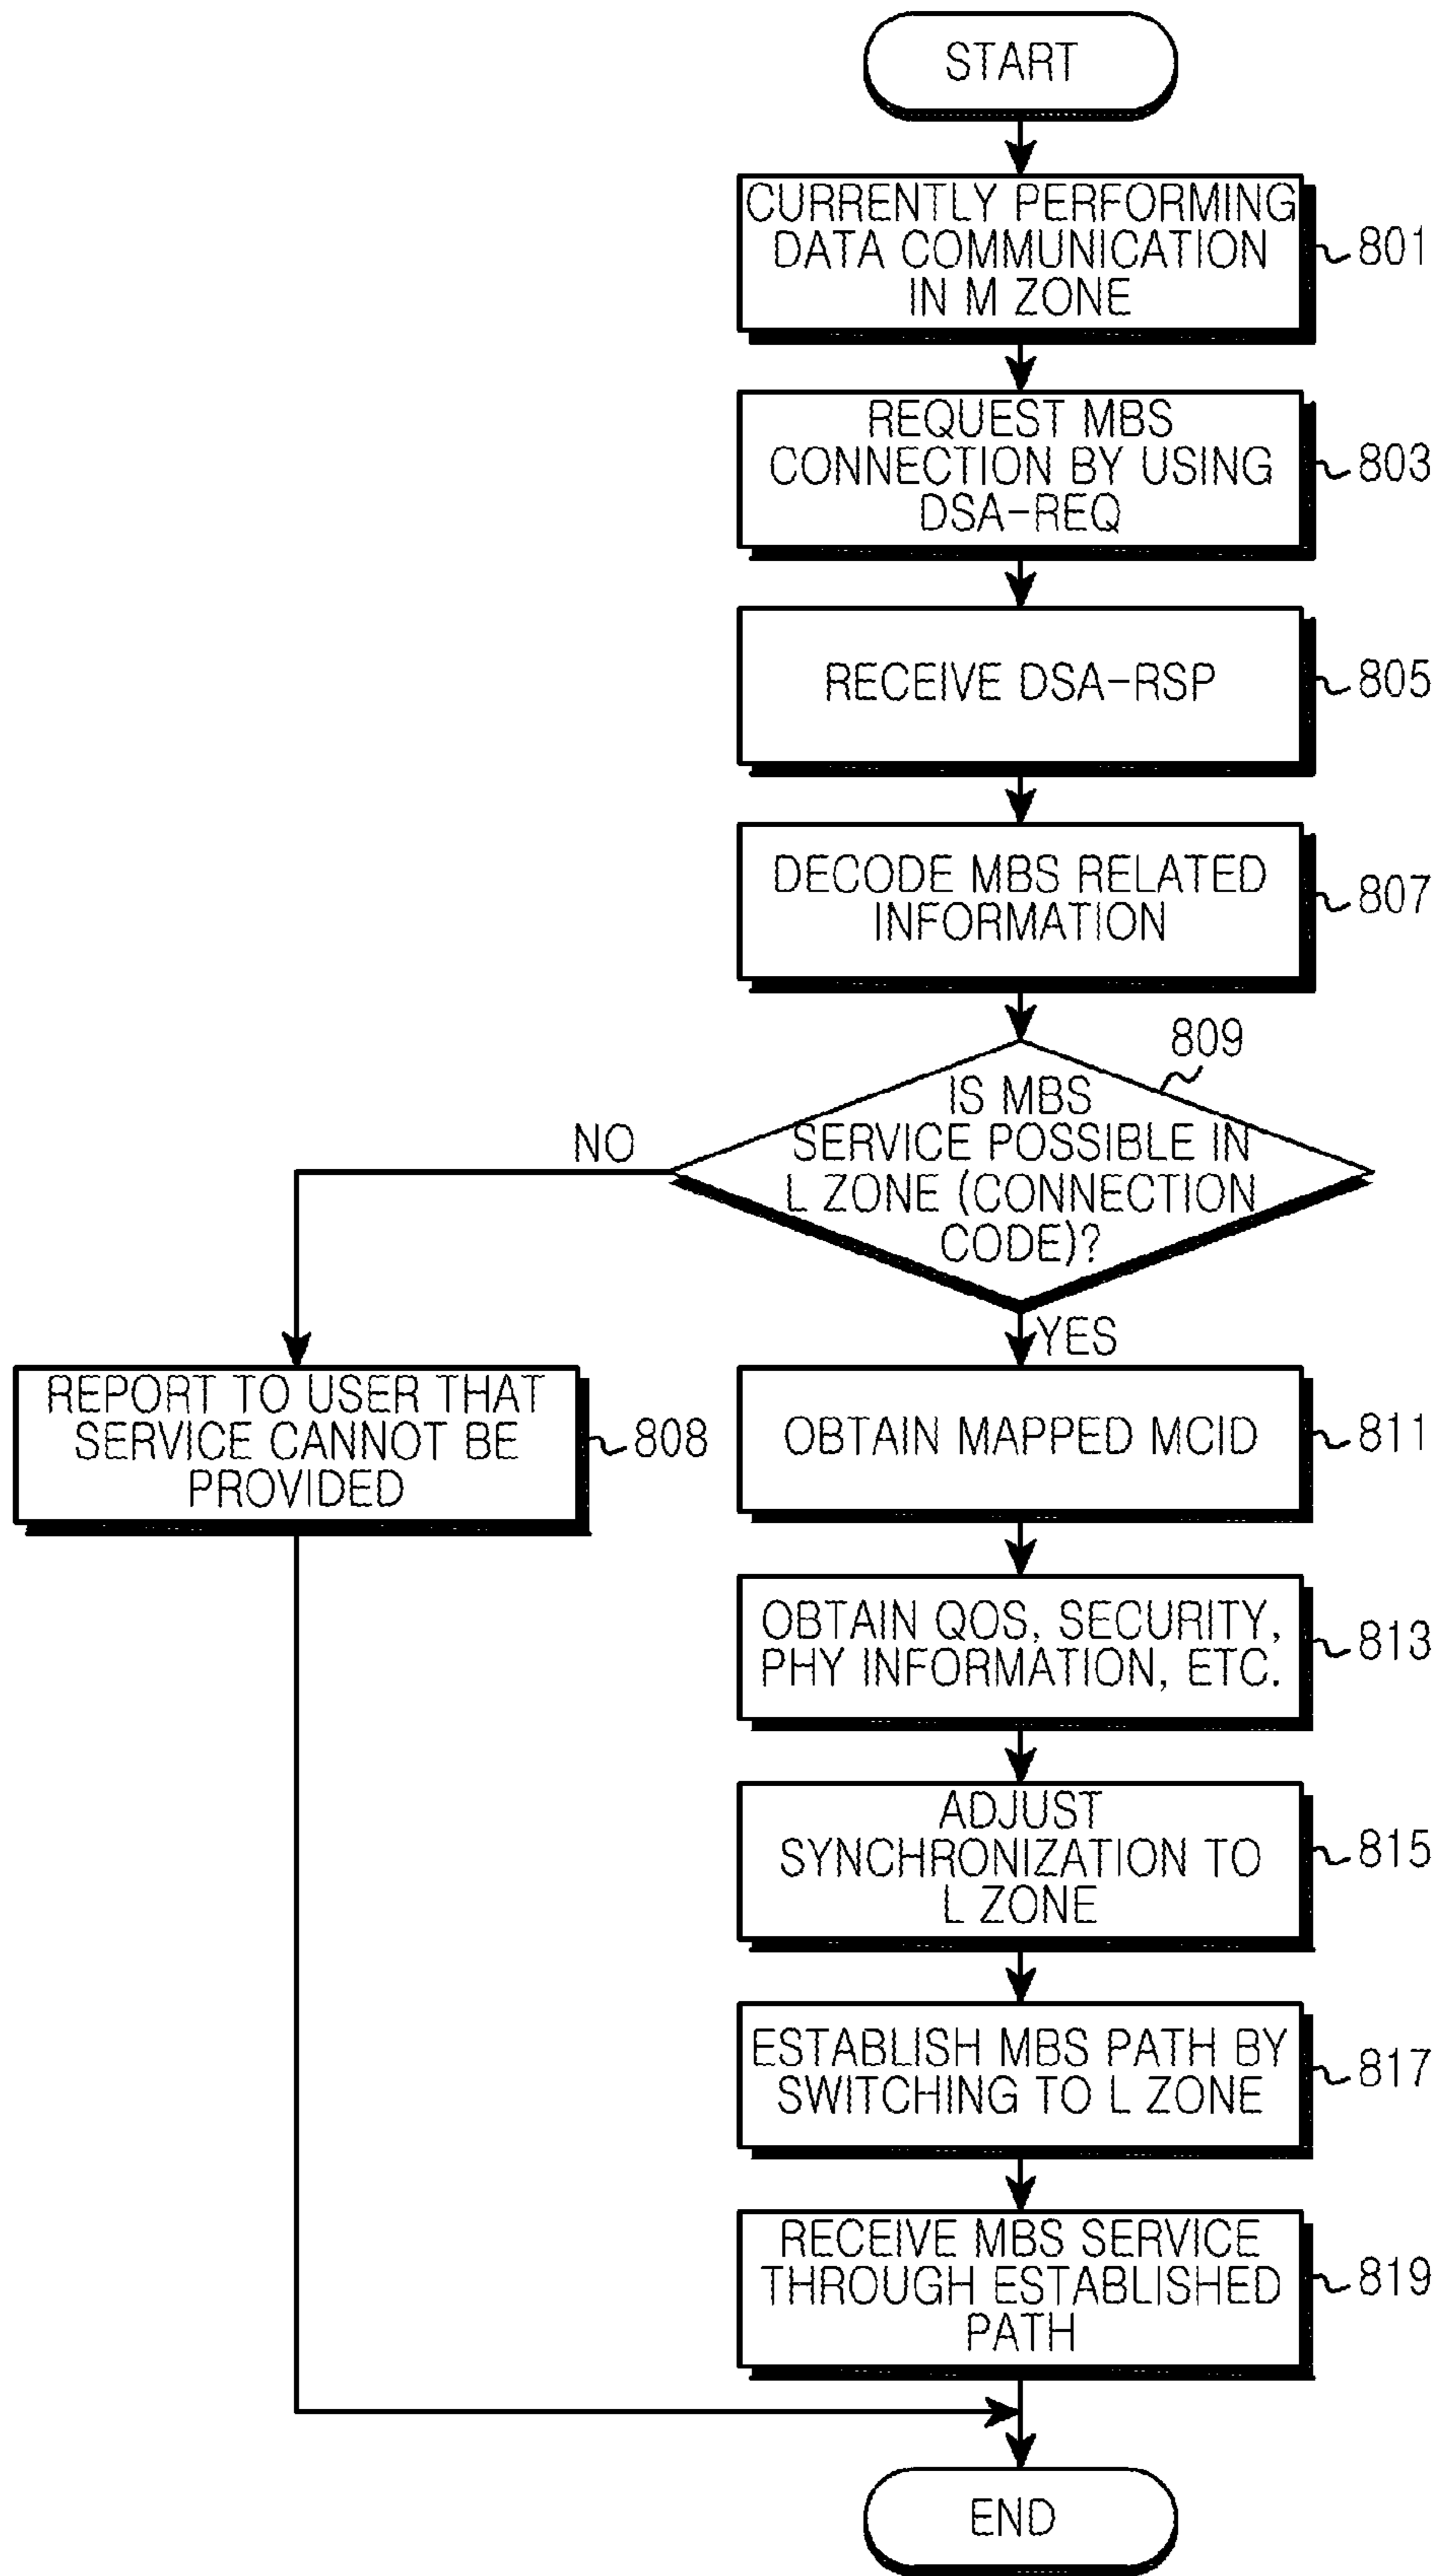 START
CURRENTLY PERFORMING
DATA COMMUNICATION
IN M ZONE
801
REQUEST MBS
CONNECTION BY USING
DSA-REQ
803
RECEIVE DSA-RSP
805
DECODE MBS RELATED
INFORMATION
807
809
IS MBS
SERVICE POSSIBLE IN
L ZONE (CONNECTION
CODE)?
NO
YES
REPORT TO USER THAT
SERVICE CANNOT BE
PROVIDED
808
OBTAIN MAPPED MCID
811
OBTAIN QOS, SECURITY,
PHY INFORMATION, ETC.
813
ADJUST
SYNCHRONIZATION TO
L ZONE
815
ESTABLISH MBS PATH BY
SWITCHING TO L ZONE
817
RECEIVE MBS SERVICE
THROUGH ESTABLISHED
PATH
819
END